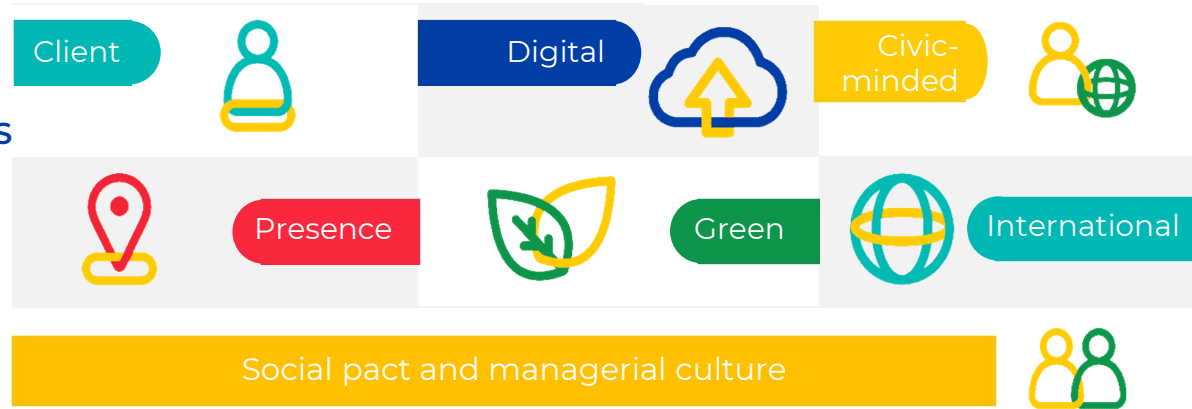 Client
Digital
Civic-
minded
s
Presence
Green
International
Social pact and managerial culture